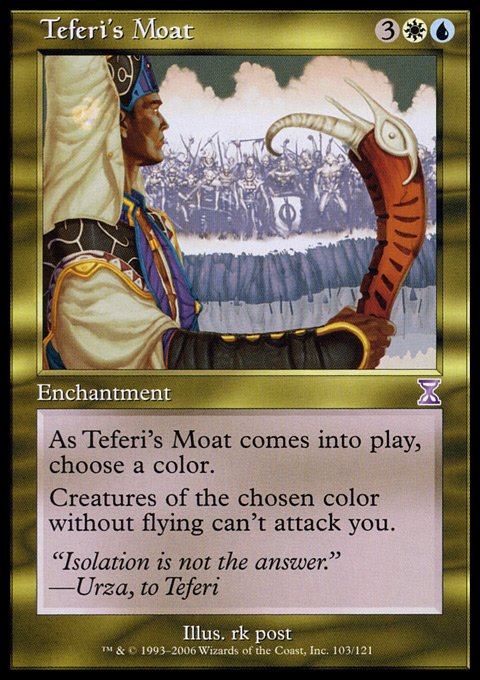 Teferi's Moat 3
Enchantment
As Teferi's Moat comes into play,
choose a color.
Creatures of the chosen color
without flying can't attack you.
“Isolation is not the answer.”
—Urza, to Teferi
Illus. rk post
™ & © 1993–2006 Wizards of the Coast, Inc. 103/121